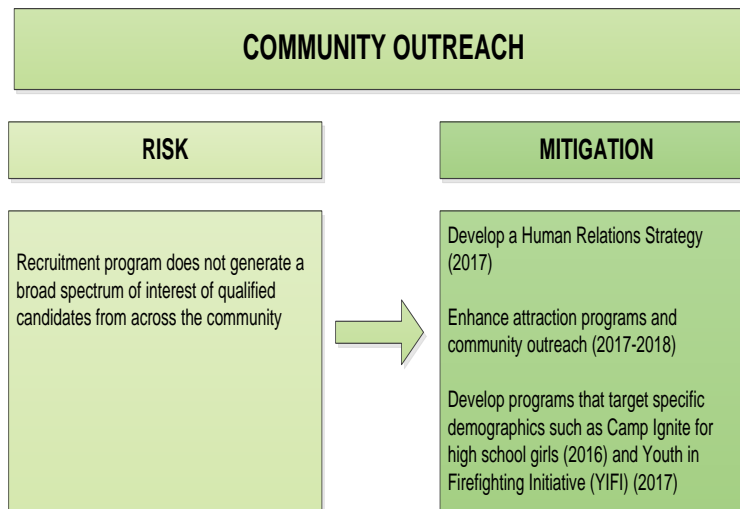 COMMUNITY OUTREACH
RISK
MITIGATION
Recruitment program does not generate a
broad spectrum of interest of qualified
candidates from across the community
Develop a Human Relations Strategy
(2017)
Enhance attraction programs and
community outreach (2017-2018)
Develop programs that target specific
demographics such as Camp Ignite for
high school girls (2016) and Youth in
Firefighting Initiative (YIFI) (2017)